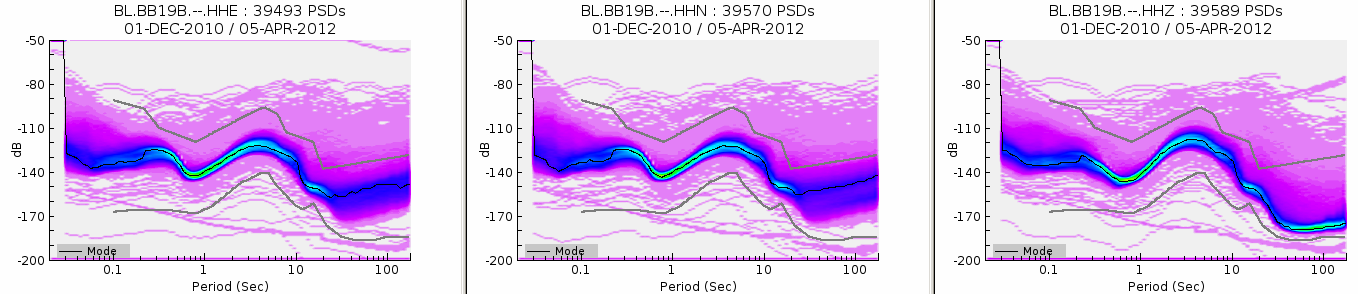 BL.BB19B.--.HHE : 39493 PSDs
01-DEC-2010 / 05-APR-2012
-50
-80
-110
-140
-170
-200
dB
Mode
0.1 1 10 100
Period (Sec)
BL.BB19B.--.HHN : 39570 PSDs
01-DEC-2010 / 05-APR-2012
-50
-80
-110
-140
-170
-200
dB
Mode
0.1 1 10 100
Period (Sec)
BL.BB19B.--.HHZ : 39589 PSDs
01-DEC-2010 / 05-APR-2012
-50
-80
-110
-140
-170
-200
dB
Mode
0.1 1 10 100
Period (Sec)